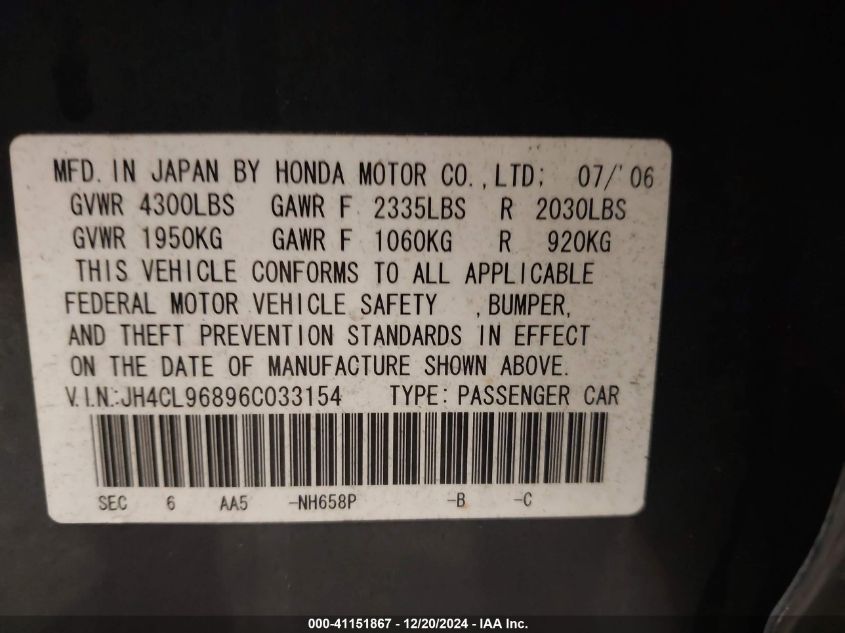 MFD. IN JAPAN BY HONDA MOTOR CO.,LTD; 07/'06
GVWR 4300LBS GAWR F 2335LBS R 2030LBS
GVWR 1950KG GAWR F 1060KG R 920KG
THIS VEHICLE CONFORMS TO ALL APPLICABLE
FEDERAL MOTOR VEHICLE SAFETY ,BUMPER,
AND THEFT PREVENTION STANDARDS IN EFFECT
ON THE DATE OF MANUFACTURE SHOWN ABOVE.
V.I.N.:JH4CL96896C033154 TYPE: PASSENGER CAR
SEC 6 AA5 -NH658P -B -C
000-41151867 - 12/20/2024 - IAA Inc.